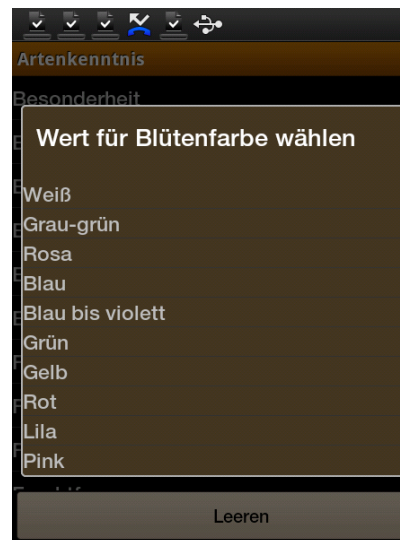 Artenkenntnis
Besonderheit
Wert für Blütenfarbe wählen
Weiß
Grau-grün
Rosa
Blau
Blau bis violett
Grün
Gelb
Rot
Lila
Pink
Leeren